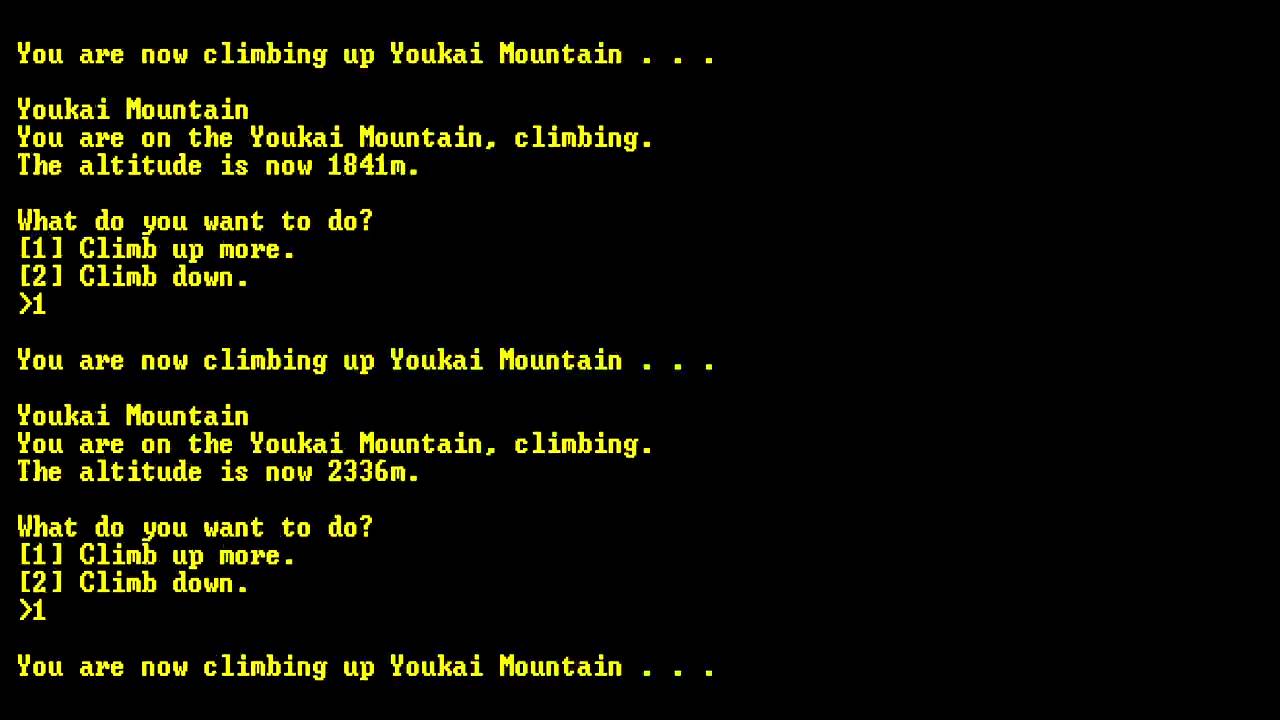 You are now climbing up Youkai Mountain . . .
Youkai Mountain
You are on the Youkai Mountain, climbing.
The altitude is now 1841m.
What do you want to do?
[1] Climb up more.
[2] Climb down.
>1
You are now climbing up Youkai Mountain . . .
Youkai Mountain
You are on the Youkai Mountain, climbing.
The altitude is now 2336m.
What do you want to do?
[1] Climb up more.
[2] Climb down.
>1
You are now climbing up Youkai Mountain . . .